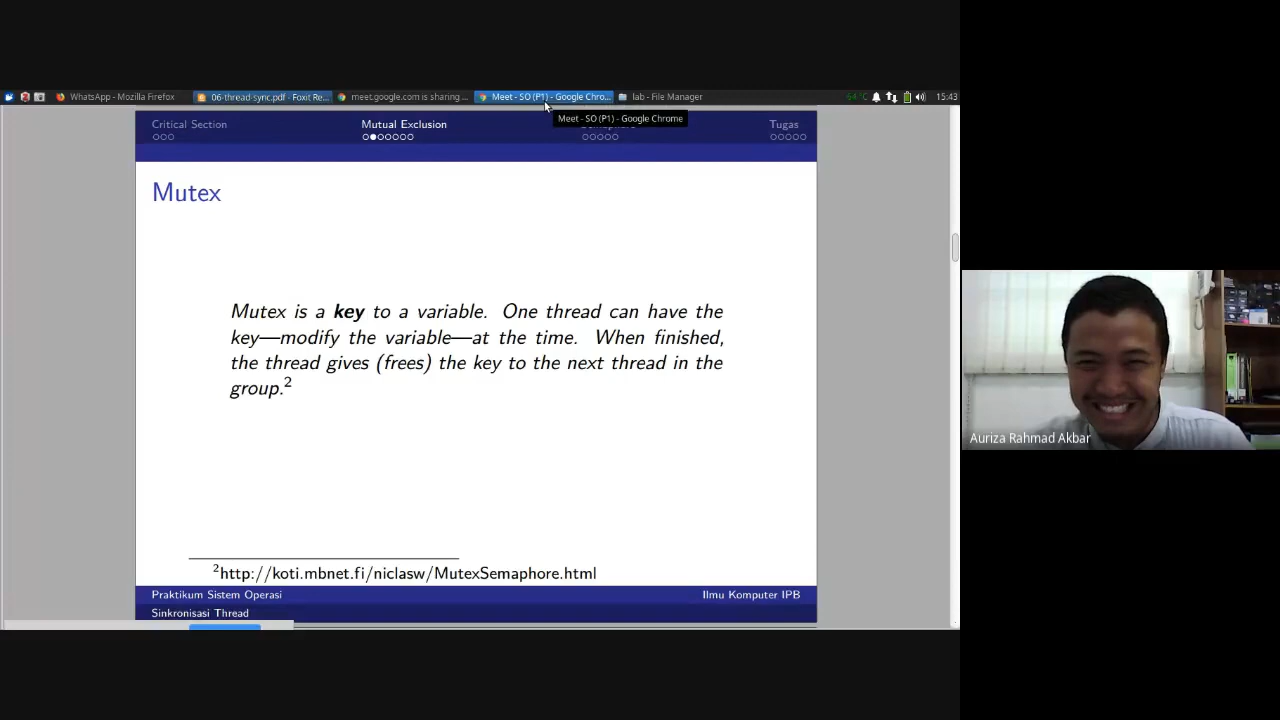 WhatsApp - Mozilla Firefox
06-thread-sync.pdf - Foxit Re...
meet.google.com is sharing ...
Meet - SO (P1) - Google Chro...
lab - File Manager
64 °C
15:43
Meet - SO (P1) - Google Chrome
Critical Section
Mutual Exclusion
Tugas
Mutex
Mutex is a key to a variable. One thread can have the
key—modify the variable—at the time. When finished,
the thread gives (frees) the key to the next thread in the
group.2
2http://koti.mbnet.fi/niclasw/MutexSemaphore.html
Praktikum Sistem Operasi
Ilmu Komputer IPB
Sinkronisasi Thread
Auriza Rahmad Akbar